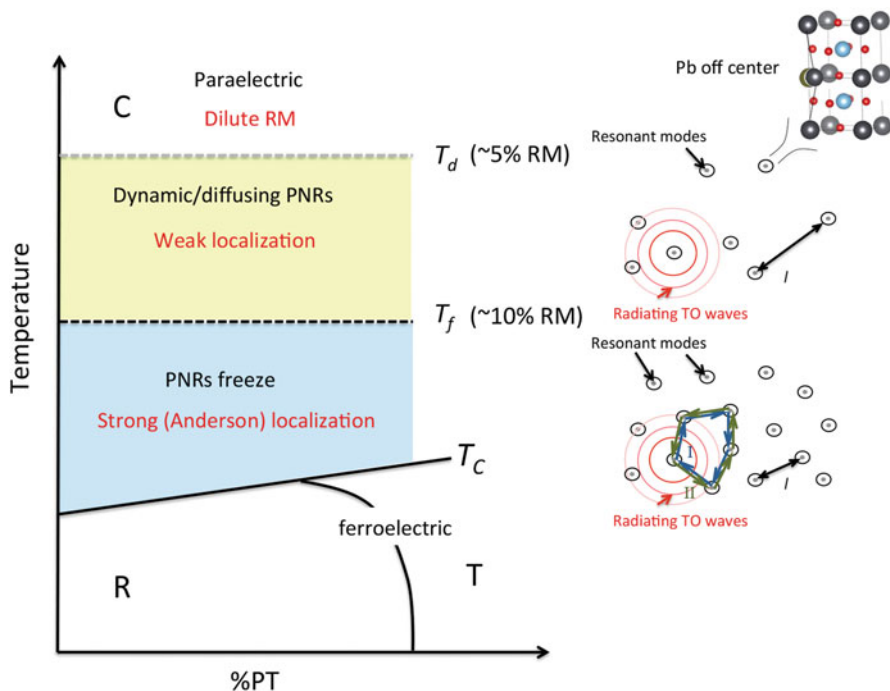 C
Paraelectric
Dilute RM
T_d (~5% RM)
Dynamic/diffusing PNRs
Weak localization
T_f (~10% RM)
PNRs freeze
Strong (Anderson) localization
T_C
ferroelectric
R
T
Temperature
%PT
Pb off center
Resonant modes
l
Radiating TO waves
Resonant modes
I
II
l
Radiating TO waves